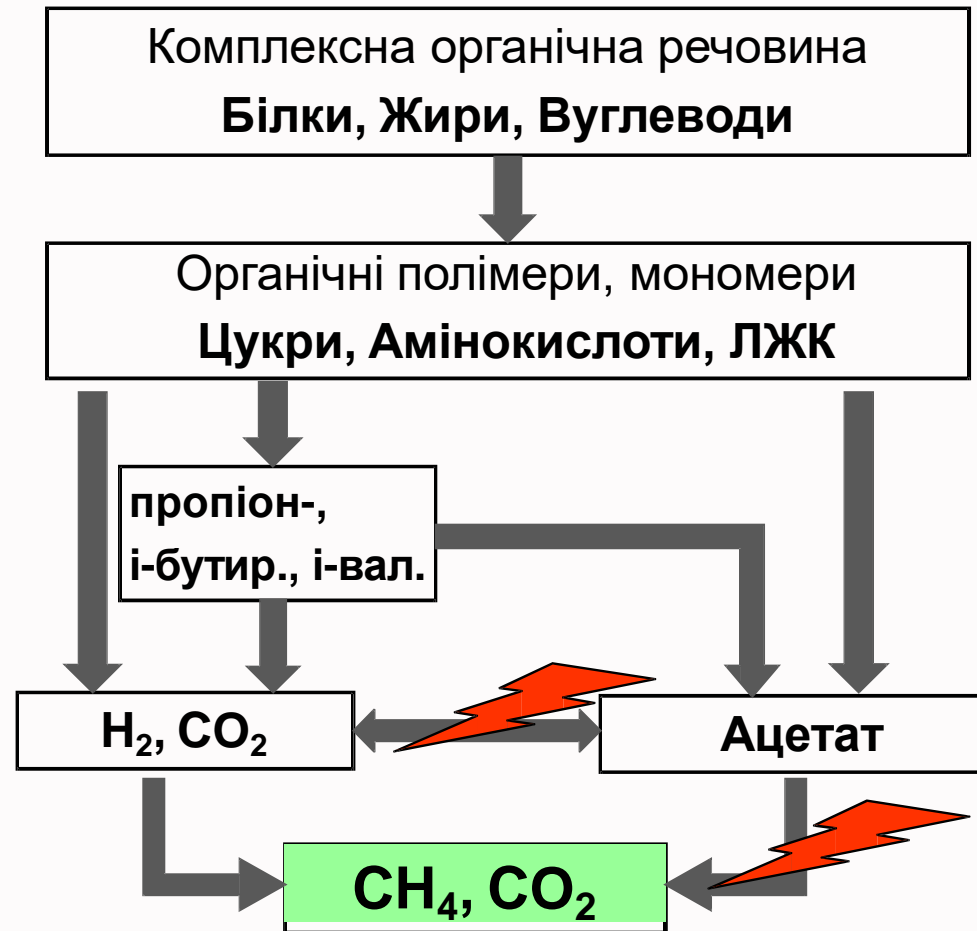 Комплексна органічна речовина
Білки, Жири, Вуглеводи
Органічні полімери, мономери
Цукри, Амінокислоти, ЛЖК
пропіон-,
і-бутир., і-вал.
H₂, CO₂
Ацетат
CH₄, CO₂